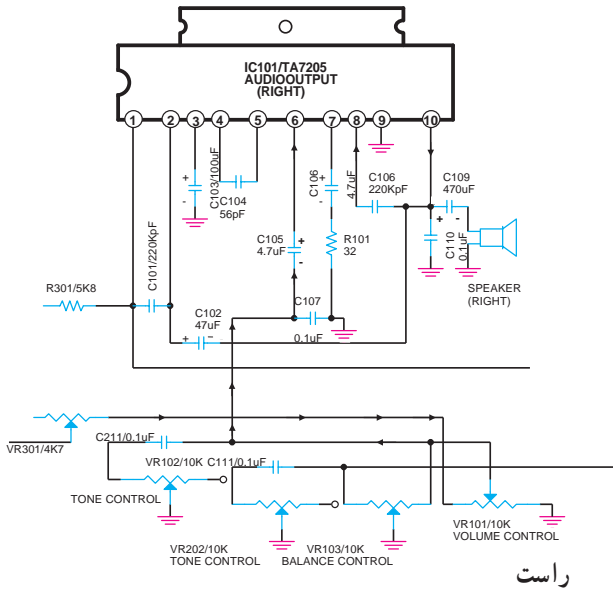 IC101/TA7205
AUDIOOUTPUT
(RIGHT)
1 2 3 4 5 6 7 8 9 10
+
-
C103/100uF
C104
56pF
C106
+
-
4.7uF
C106
220KpF
C109
470uF
+ -
C110
0.1uF
SPEAKER
(RIGHT)
C105
4.7uF
+
-
R101
32
R301/5K8
C101/220KpF
C102
47uF
+ -
C107
0.1uF
VR301/4K7
C211/0.1uF
VR102/10K
C111/0.1uF
TONE CONTROL
VR202/10K
TONE CONTROL
VR103/10K
BALANCE CONTROL
VR101/10K
VOLUME CONTROL
راست